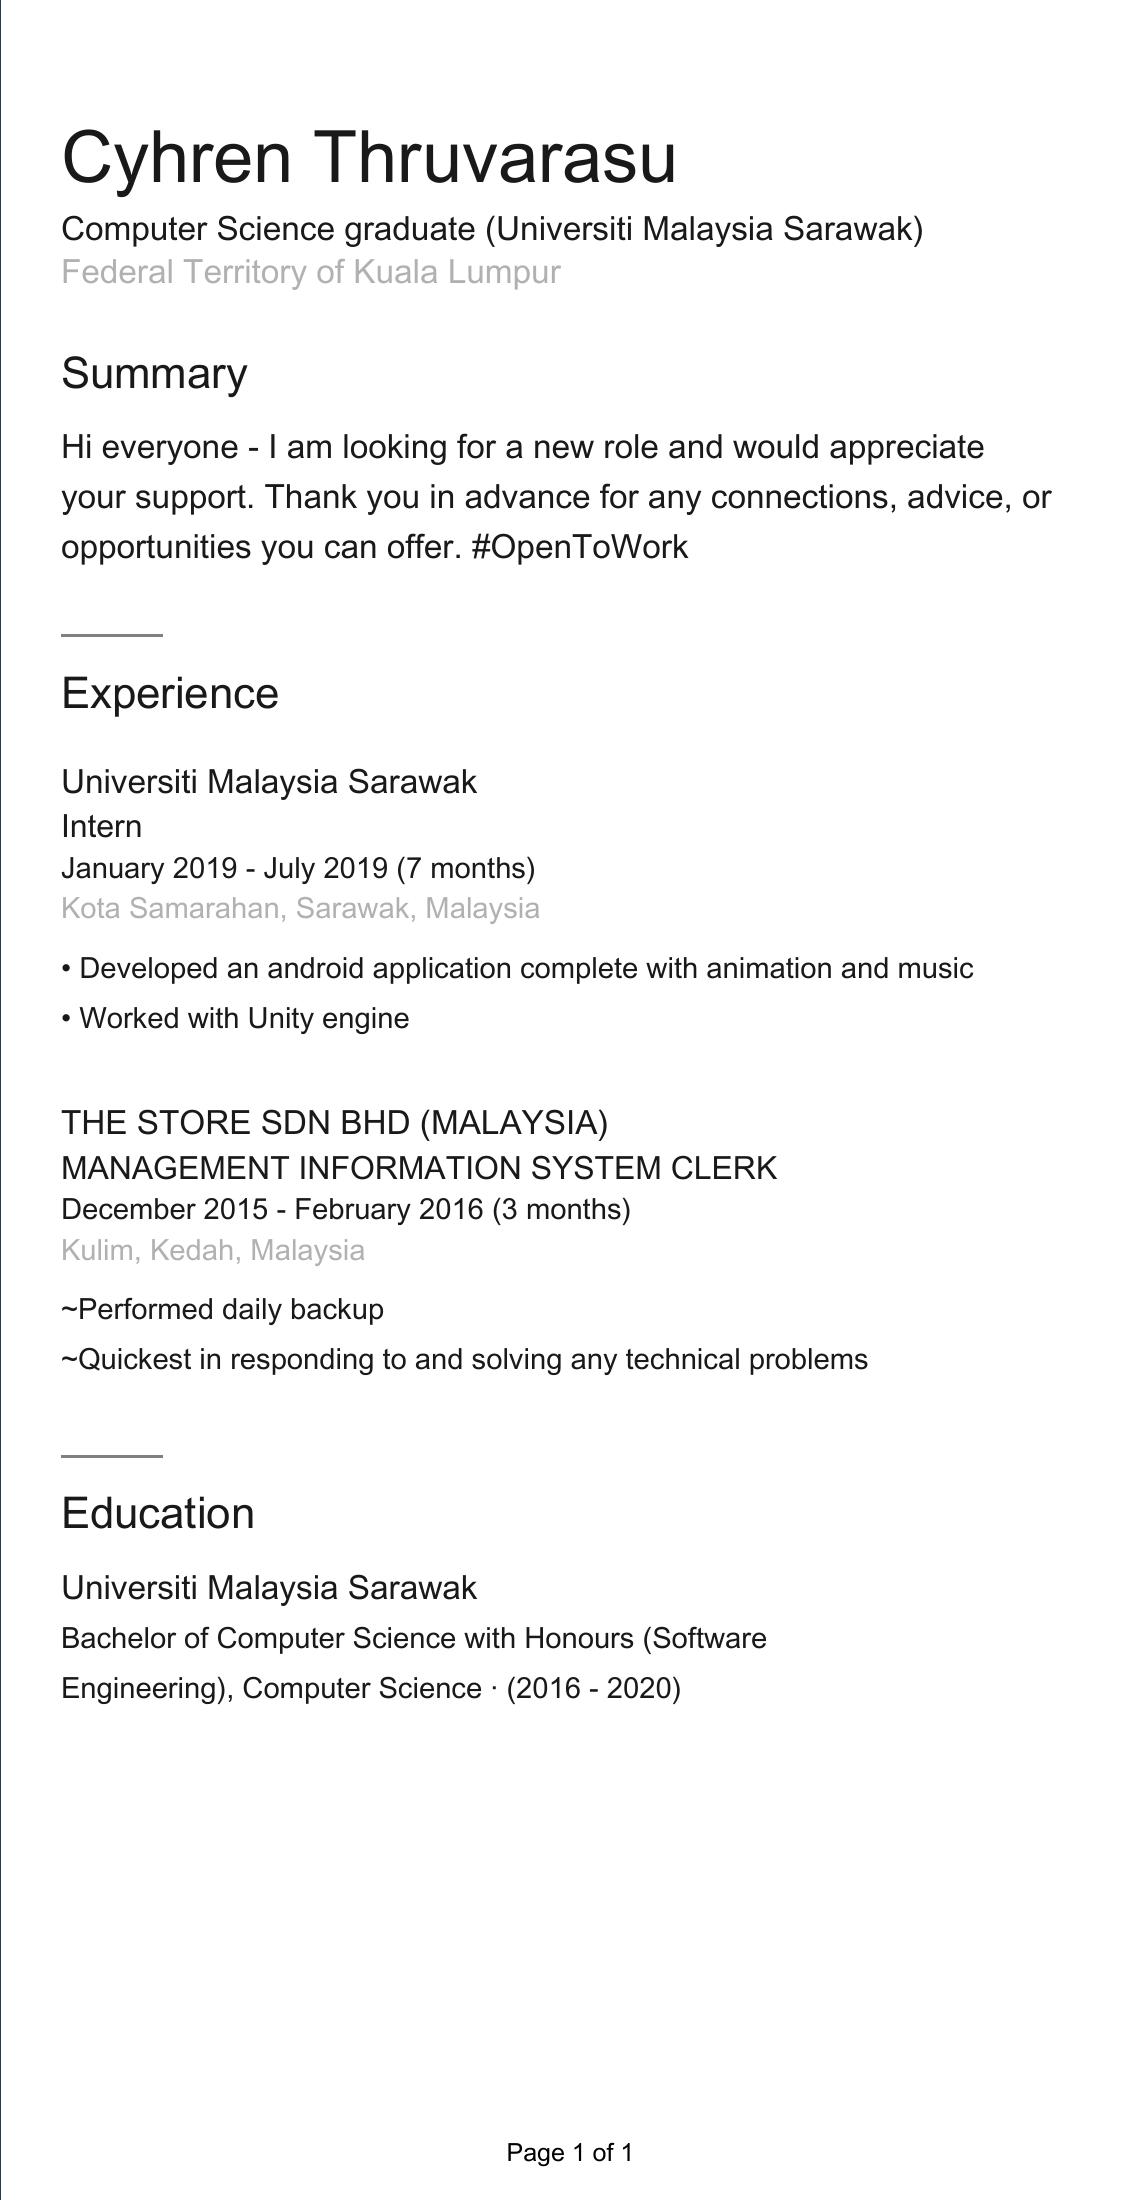 Cyhren Thruvarasu
Computer Science graduate (Universiti Malaysia Sarawak)
Federal Territory of Kuala Lumpur
Summary
Hi everyone - I am looking for a new role and would appreciate
your support. Thank you in advance for any connections, advice, or
opportunities you can offer. #OpenToWork
Experience
Universiti Malaysia Sarawak
Intern
January 2019 - July 2019 (7 months)
Kota Samarahan, Sarawak, Malaysia
• Developed an android application complete with animation and music
• Worked with Unity engine
THE STORE SDN BHD (MALAYSIA)
MANAGEMENT INFORMATION SYSTEM CLERK
December 2015 - February 2016 (3 months)
Kulim, Kedah, Malaysia
~Performed daily backup
~Quickest in responding to and solving any technical problems
Education
Universiti Malaysia Sarawak
Bachelor of Computer Science with Honours (Software
Engineering), Computer Science · (2016 - 2020)
Page 1 of 1